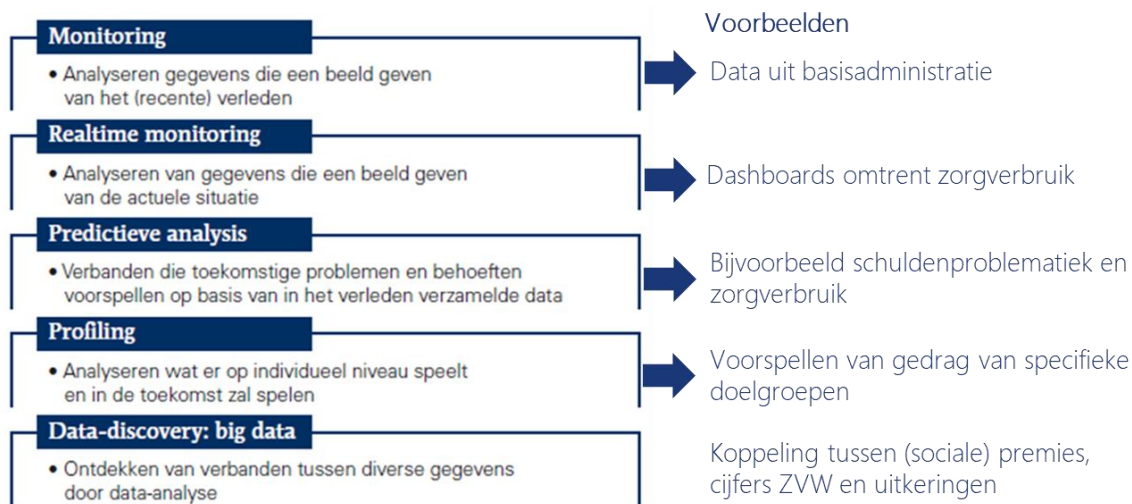 Voorbeelden
Monitoring
• Analyseren gegevens die een beeld geven
van het (recente) verleden
Data uit basisadministratie
Realtime monitoring
• Analyseren van gegevens die een beeld geven
van de actuele situatie
Dashboards omtrent zorgverbruik
Predictieve analysis
• Verbanden die toekomstige problemen en behoeften
voorspellen op basis van in het verleden verzamelde data
Bijvoorbeeld schuldenproblematiek en
zorgverbruik
Profiling
• Analyseren wat er op individueel niveau speelt
en in de toekomst zal spelen
Voorspellen van gedrag van specifieke
doelgroepen
Data-discovery: big data
• Ontdekken van verbanden tussen diverse gegevens
door data-analyse
Koppeling tussen (sociale) premies,
cijfers ZVW en uitkeringen